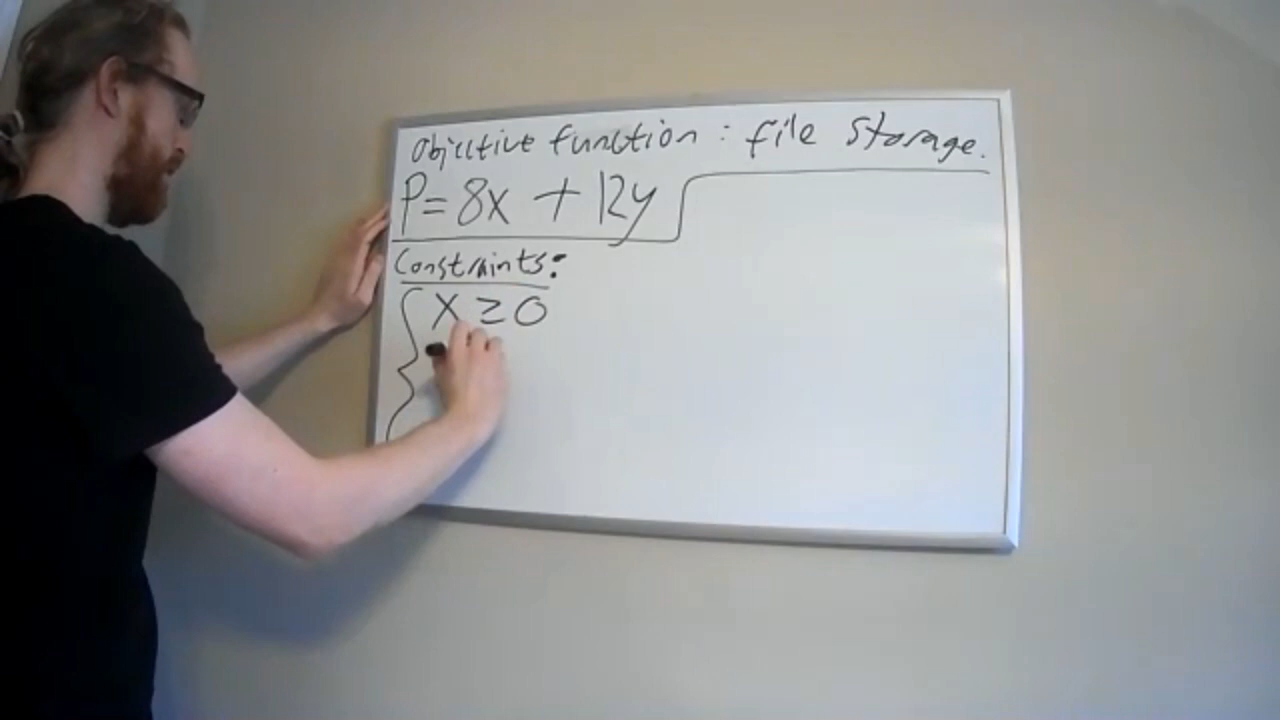 Objective function : file storage.
P = 8x + 12y
Constraints:
x ≥ 0